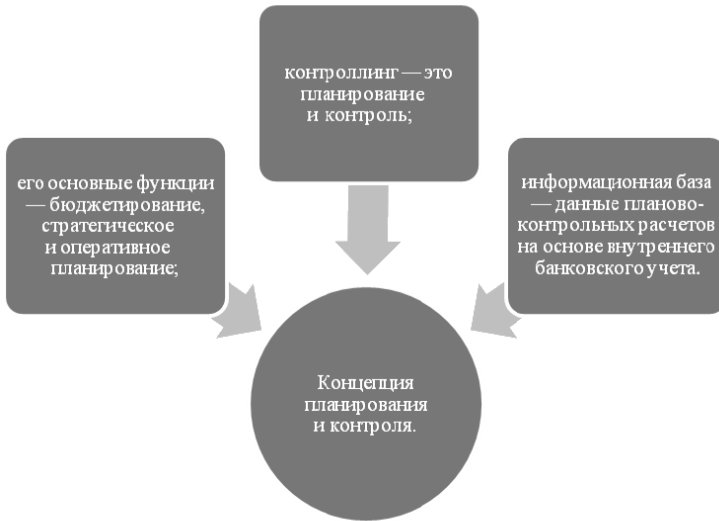 контроллинг — это
планирование
и контроль;
его основные функции
— бюджетирование,
стратегическое
и оперативное
планирование;
информационная база
— данные планово-
контрольных расчетов
на основе внутреннего
банковского учета.
Концепция
планирования
и контроля.